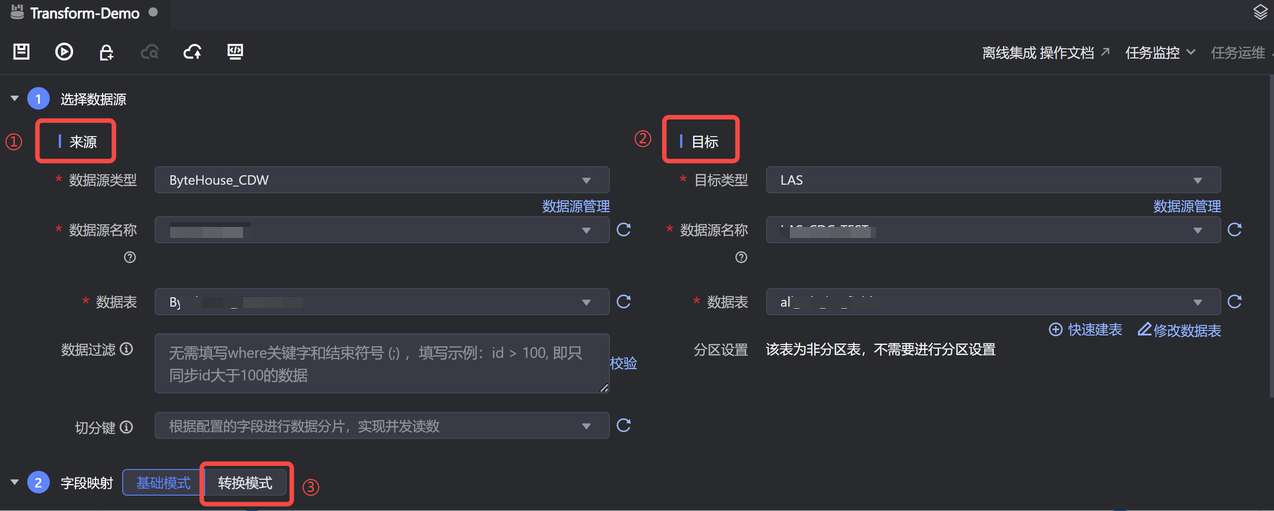 Transform-Demo
离线集成 操作文档 任务监控 任务运维
1 选择数据源
① 来源
② 目标
* 数据源类型 ByteHouse_CDW
数据源管理
* 数据源名称
* 数据表
数据过滤 无需填写where关键字和结束符号 (;) ，填写示例：id > 100, 即只
同步id大于100的数据
校验
切分键 根据配置的字段进行数据分片，实现并发读数
* 目标类型 LAS
数据源管理
* 数据源名称
* 数据表
快速建表 修改数据表
分区设置 该表为非分区表，不需要进行分区设置
2 字段映射 基础模式 转换模式 ③